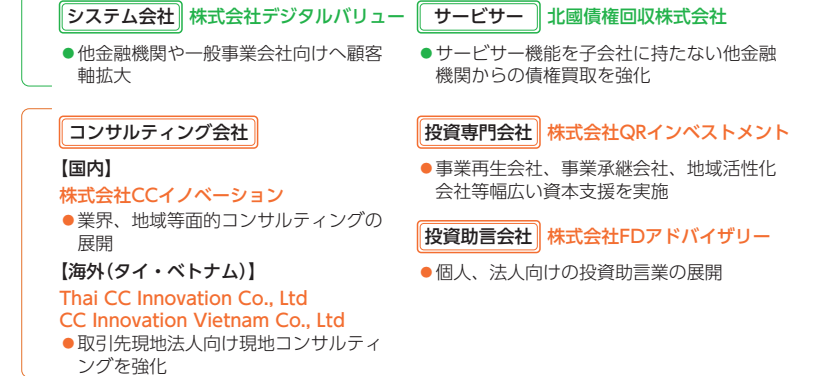 システム会社 株式会社デジタルバリュー
●他金融機関や一般事業会社向けへ顧客
軸拡大
サービサー 北國債権回収株式会社
●サービサー機能を子会社に持たない他金融
機関からの債権買取を強化
コンサルティング会社
【国内】
株式会社CCイノベーション
●業界、地域等面的コンサルティングの
展開
【海外(タイ・ベトナム)】
Thai CC Innovation Co., Ltd
CC Innovation Vietnam Co., Ltd
●取引先現地法人向け現地コンサルティ
ングを強化
投資専門会社 株式会社QRインベストメント
●事業再生会社、事業承継会社、地域活性化
会社等幅広い資本支援を実施
投資助言会社 株式会社FDアドバイザリー
●個人、法人向けの投資助言業の展開